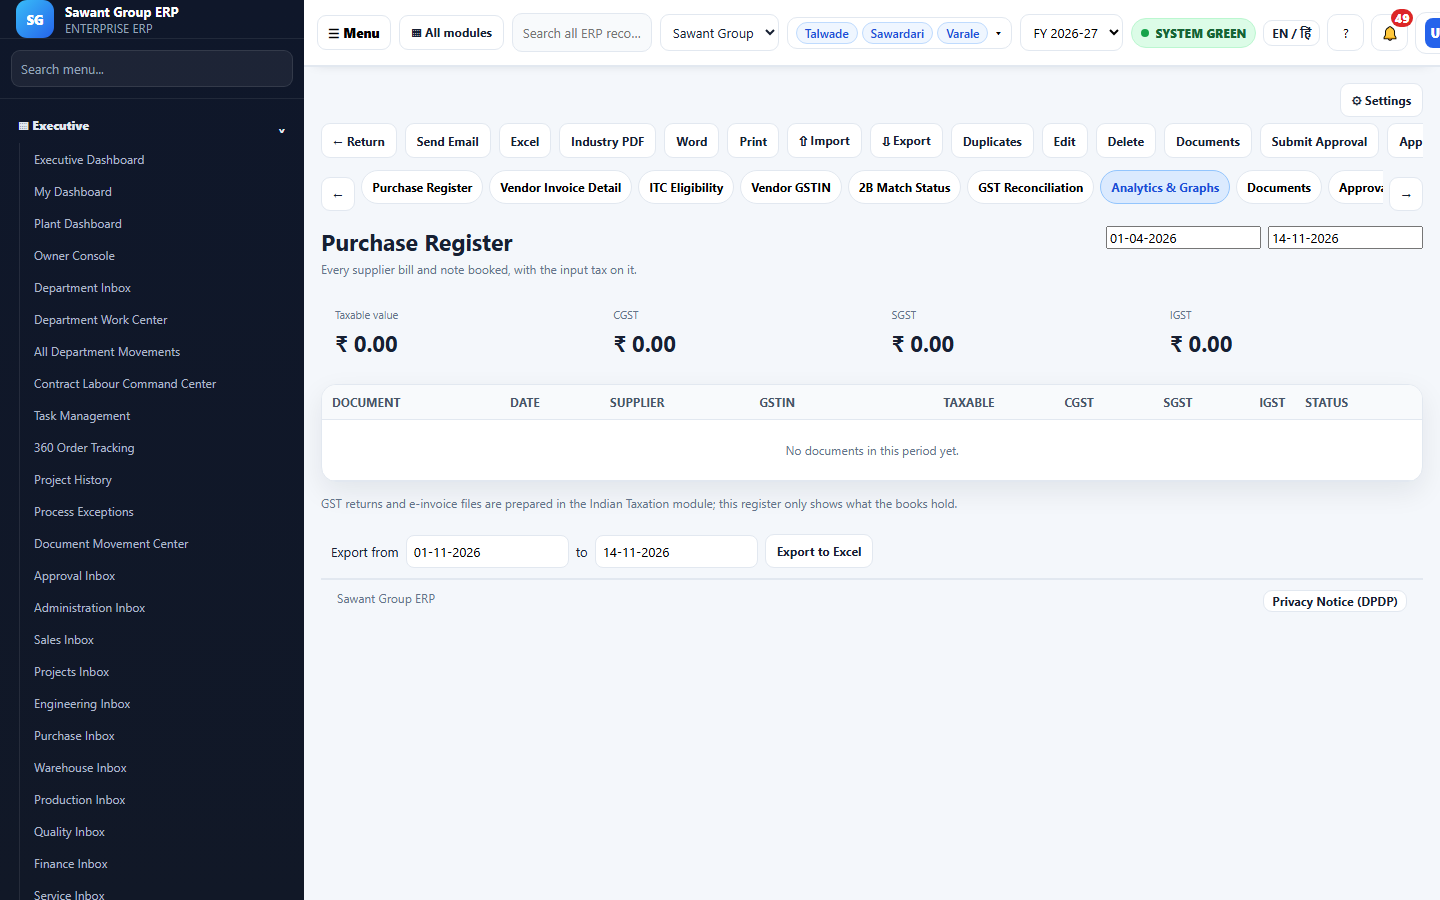 SG
Sawant Group ERP
ENTERPRISE ERP
Search menu...
Executive
Executive Dashboard
My Dashboard
Plant Dashboard
Owner Console
Department Inbox
Department Work Center
All Department Movements
Contract Labour Command Center
Task Management
360 Order Tracking
Project History
Process Exceptions
Document Movement Center
Approval Inbox
Administration Inbox
Sales Inbox
Projects Inbox
Engineering Inbox
Purchase Inbox
Warehouse Inbox
Production Inbox
Quality Inbox
Finance Inbox
Service Inbox
☰ Menu All modules Search all ERP reco... Sawant Group Talwade Sawardari Varale FY 2026-27 SYSTEM GREEN EN / हिं ? 49 U
⚙ Settings
← Return Send Email Excel Industry PDF Word Print ⇧ Import ⇩ Export Duplicates Edit Delete Documents Submit Approval App
← Purchase Register Vendor Invoice Detail ITC Eligibility Vendor GSTIN 2B Match Status GST Reconciliation Analytics & Graphs Documents Approva →
Purchase Register 01-04-2026 14-11-2026
Every supplier bill and note booked, with the input tax on it.
Taxable value CGST SGST IGST
₹ 0.00 ₹ 0.00 ₹ 0.00 ₹ 0.00
DOCUMENT DATE SUPPLIER GSTIN TAXABLE CGST SGST IGST STATUS
No documents in this period yet.
GST returns and e-invoice files are prepared in the Indian Taxation module; this register only shows what the books hold.
Export from 01-11-2026 to 14-11-2026 Export to Excel
Sawant Group ERP Privacy Notice (DPDP)